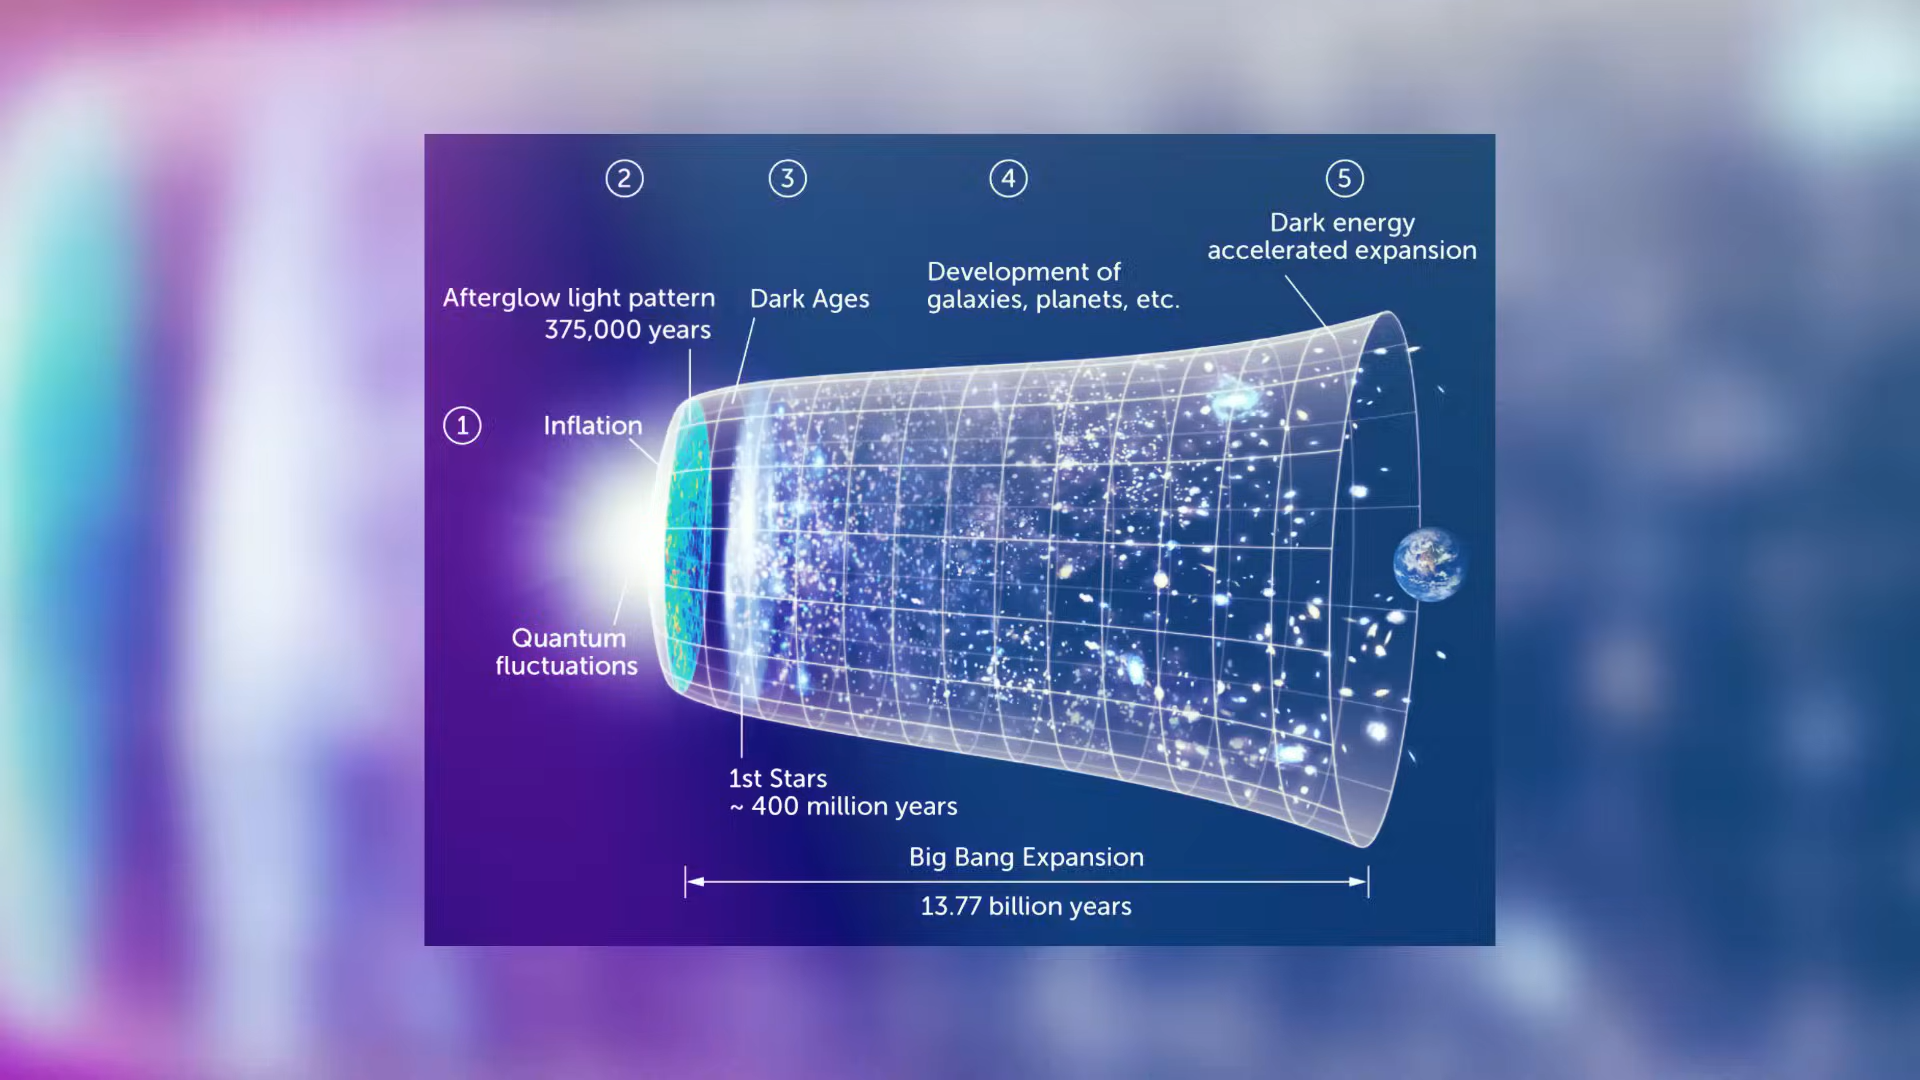 ②
③
④
⑤
Dark energy
accelerated expansion
Development of
galaxies, planets, etc.
Afterglow light pattern
375,000 years
Dark Ages
①
Inflation
Quantum
fluctuations
1st Stars
~ 400 million years
Big Bang Expansion
13.77 billion years